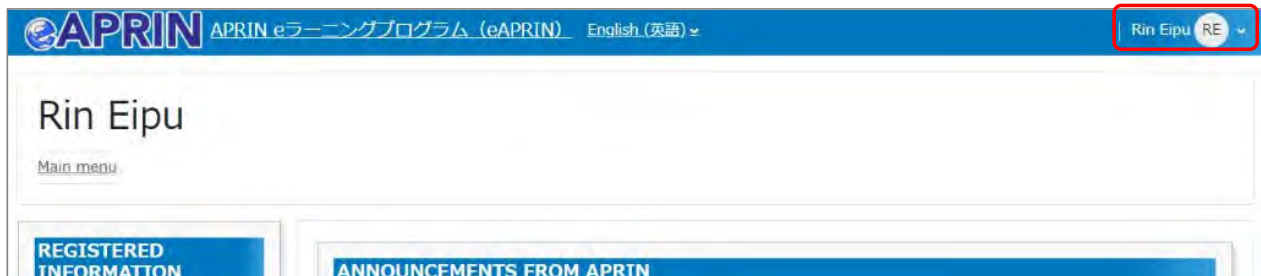 eAPRIN APRIN eラーニングプログラム（eAPRIN） English (英語) Rin Eipu RE
Rin Eipu
Main menu
REGISTERED
INFORMATION
ANNOUNCEMENTS FROM APRIN